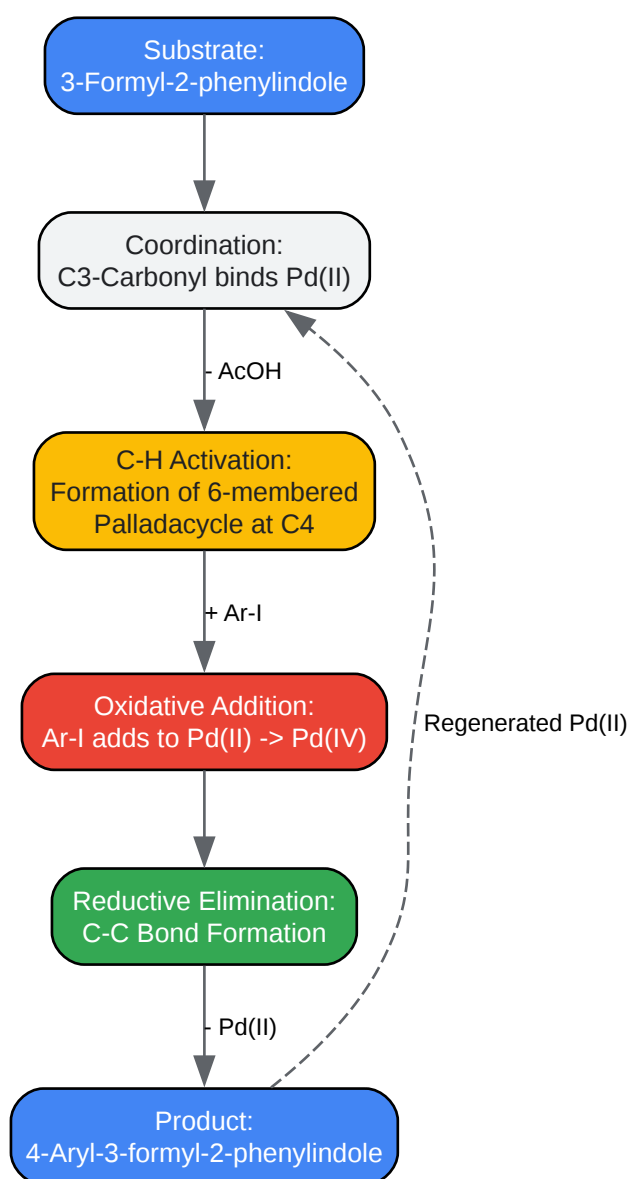 Substrate:
3-Formyl-2-phenylindole
Coordination:
C3-Carbonyl binds Pd(II)
- AcOH
C-H Activation:
Formation of 6-membered
Palladacycle at C4
+ Ar-I
Oxidative Addition:
Ar-I adds to Pd(II) -> Pd(IV)
Regenerated Pd(II)
Reductive Elimination:
C-C Bond Formation
- Pd(II)
Product:
4-Aryl-3-formyl-2-phenylindole